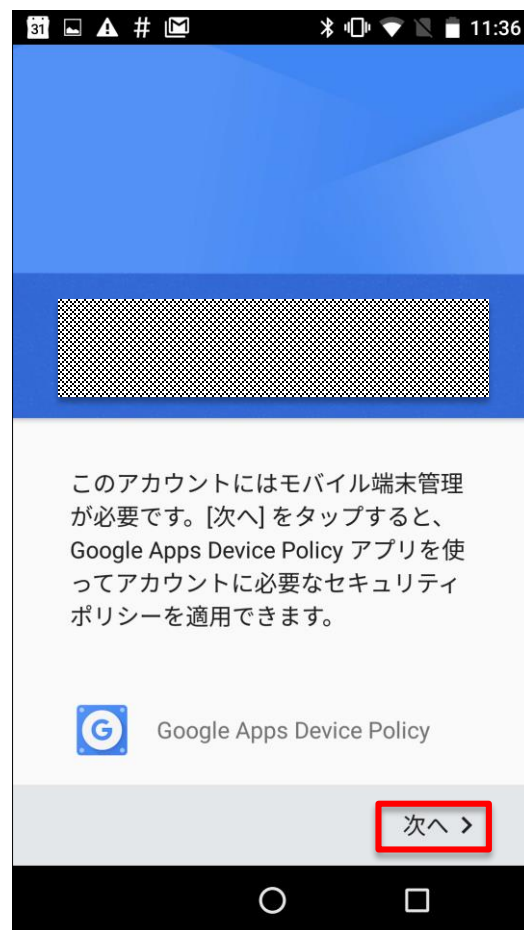 31 # 11:36
このアカウントにはモバイル端末管理
が必要です。[次へ] をタップすると、
Google Apps Device Policy アプリを使
ってアカウントに必要なセキュリティ
ポリシーを適用できます。
G Google Apps Device Policy
次へ